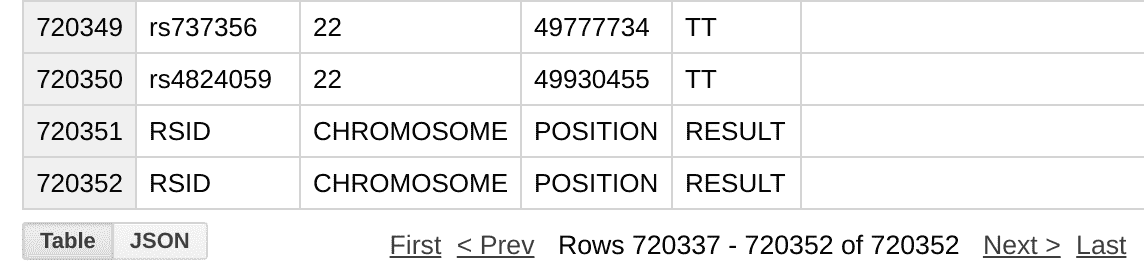 720349 rs737356 22 49777734 TT
720350 rs4824059 22 49930455 TT
720351 RSID CHROMOSOME POSITION RESULT
720352 RSID CHROMOSOME POSITION RESULT
Table JSON First < Prev Rows 720337 - 720352 of 720352 Next > Last